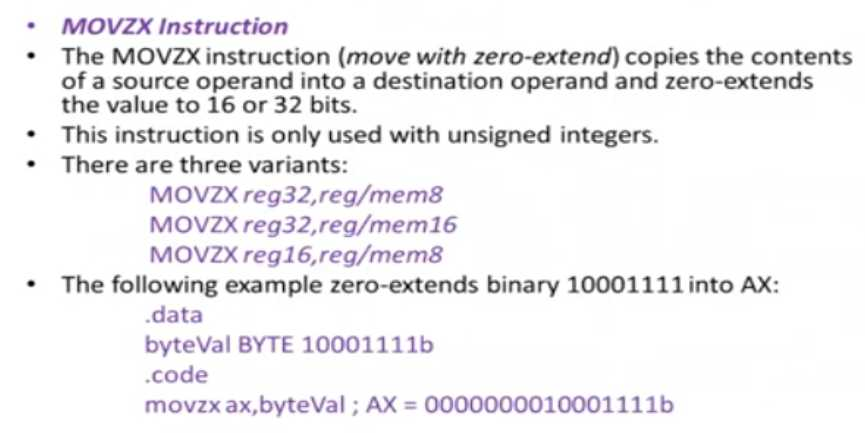 • MOVZX Instruction
• The MOVZX instruction (move with zero-extend) copies the contents
of a source operand into a destination operand and zero-extends
the value to 16 or 32 bits.
• This instruction is only used with unsigned integers.
• There are three variants:
MOVZX reg32,reg/mem8
MOVZX reg32,reg/mem16
MOVZX reg16,reg/mem8
• The following example zero-extends binary 10001111 into AX:
.data
byteVal BYTE 10001111b
.code
movzx ax,byteVal ; AX = 0000000010001111b